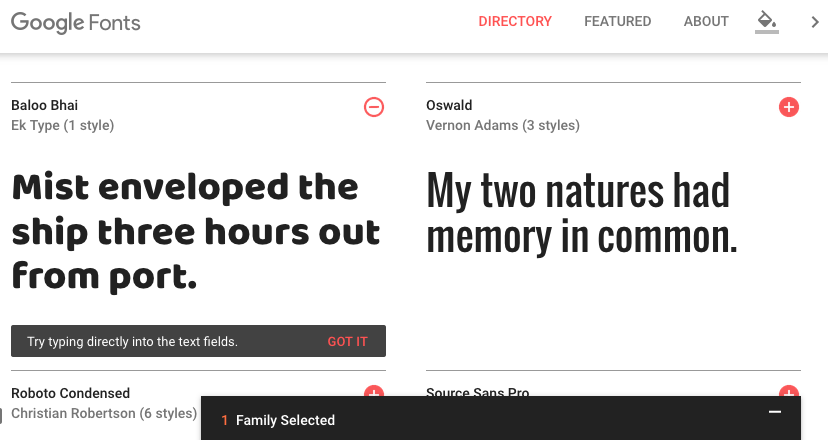 Google Fonts
DIRECTORY FEATURED ABOUT
Baloo Bhai
Ek Type (1 style)
Mist enveloped the
ship three hours out
from port.
Try typing directly into the text fields. GOT IT
Oswald
Vernon Adams (3 styles)
My two natures had
memory in common.
Roboto Condensed
Christian Robertson (6 styles)
Source Sans Pro
1 Family Selected